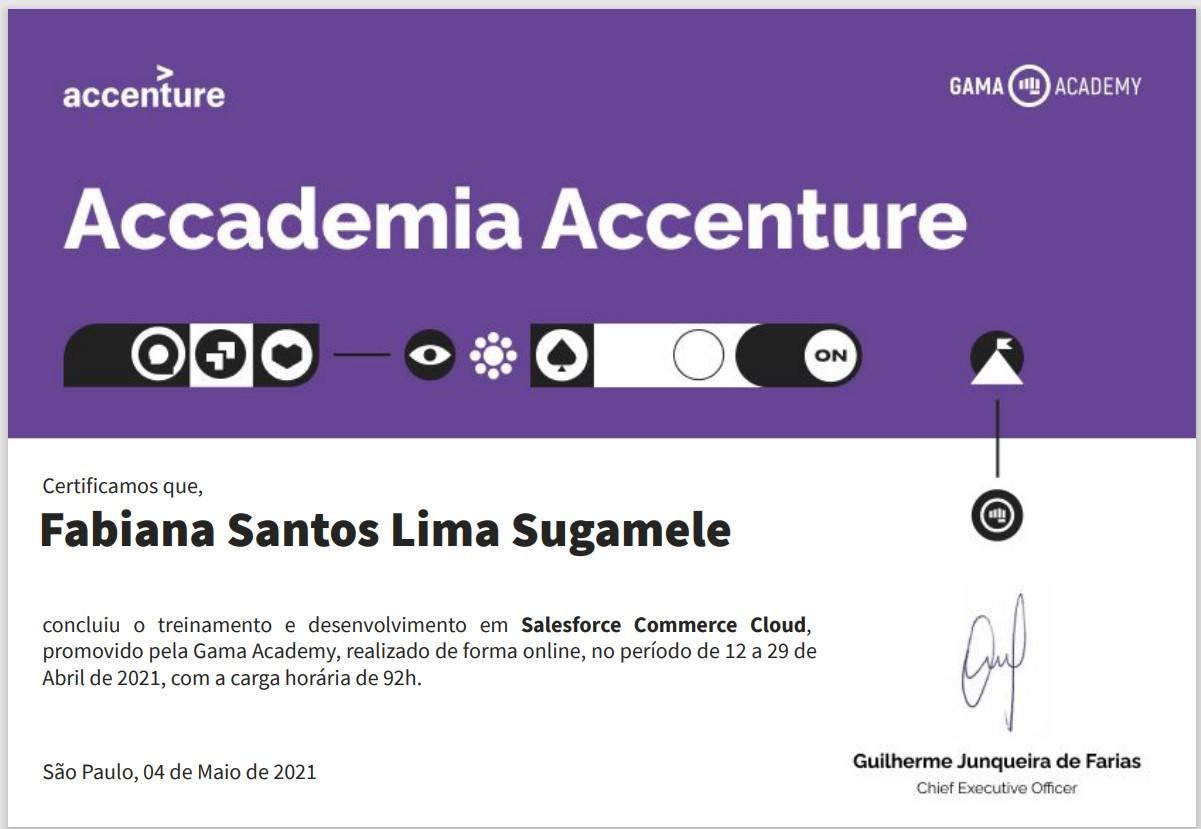 accenture
GAMA ACADEMY
Accademia Accenture
ON
Certificamos que,
Fabiana Santos Lima Sugamele
concluiu o treinamento e desenvolvimento em Salesforce Commerce Cloud,
promovido pela Gama Academy, realizado de forma online, no período de 12 a 29 de
Abril de 2021, com a carga horária de 92h.
São Paulo, 04 de Maio de 2021
Guilherme Junqueira de Farias
Chief Executive Officer